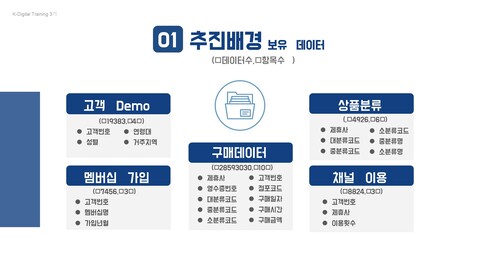 K-Digital Training 3기
01 추진배경 보유 데이터
(□데이터수,□항목수 )
고객 Demo
(□19383,□4□)
고객번호
연령대
성별
거주지역
멤버십 가입
(□7456,□3□)
고객번호
멤버십명
가입년월
구매데이터
(□28593030,□10□)
제휴사
고객번호
영수증번호
점포코드
대분류코드
구매일자
중분류코드
구매시간
소분류코드
구매금액
상품분류
(,□4926,□6□)
제휴사
소분류코드
대분류코드
중분류명
중분류코드
소분류명
채널 이용
(□8824,□3□)
고객번호
제휴사
이용횟수